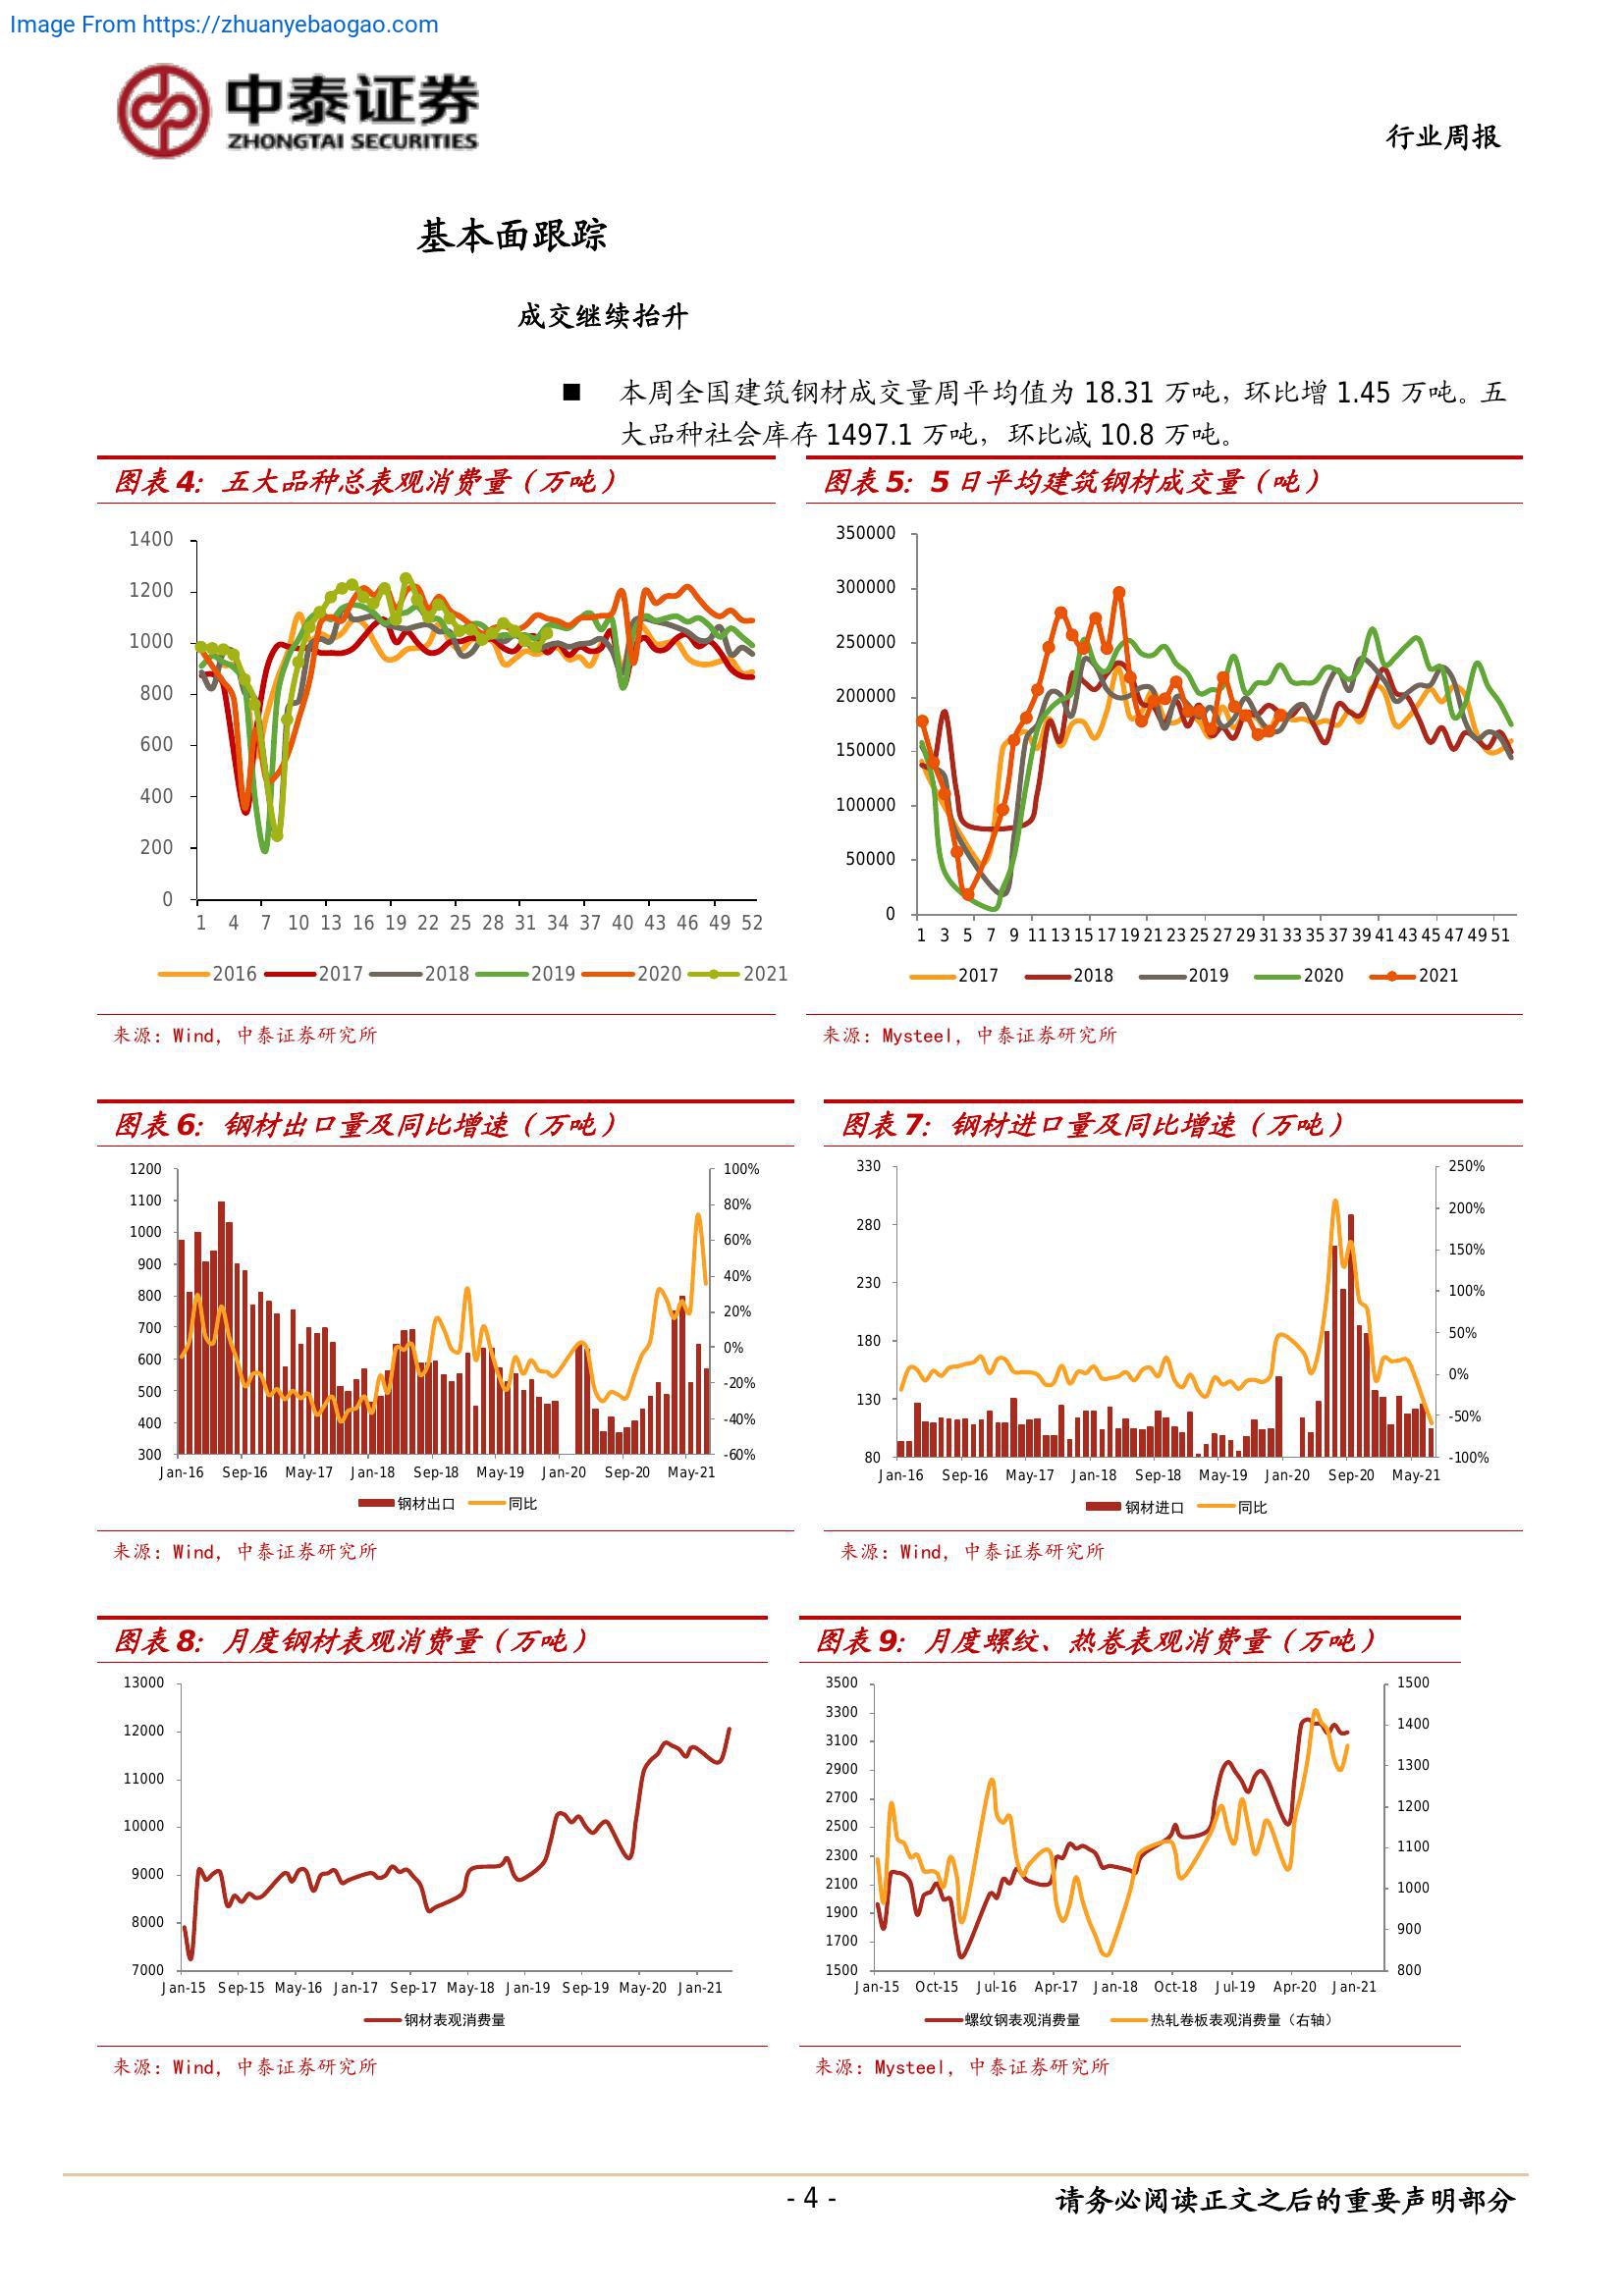 Image From https://zhuanyebaogao.com
中泰证券
ZHONGTAI SECURITIES
行业周报
基本面跟踪
成交继续抬升
■ 本周全国建筑钢材成交量周平均值为 18.31 万吨，环比增 1.45 万吨。五
大品种社会库存 1497.1 万吨，环比减 10.8 万吨。
图表 4：五大品种总表观消费量（万吨）
1400
1200
1000
800
600
400
200
0
1 4 7 10 13 16 19 22 25 28 31 34 37 40 43 46 49 52
2016 2017 2018 2019 2020 2021
来源：Wind，中泰证券研究所
图表 5：5 日平均建筑钢材成交量（吨）
350000
300000
250000
200000
150000
100000
50000
0
1 3 5 7 9 11 13 15 17 19 21 23 25 27 29 31 33 35 37 39 41 43 45 47 49 51
2017 2018 2019 2020 2021
来源：Mysteel，中泰证券研究所
图表 6：钢材出口量及同比增速（万吨）
1200
1100
1000
900
800
700
600
500
400
300
100%
80%
60%
40%
20%
0%
-20%
-40%
-60%
Jan-16 Sep-16 May-17 Jan-18 Sep-18 May-19 Jan-20 Sep-20 May-21
钢材出口 同比
来源：Wind，中泰证券研究所
图表 7：钢材进口量及同比增速（万吨）
330
280
230
180
130
80
250%
200%
150%
100%
50%
0%
-50%
-100%
Jan-16 Sep-16 May-17 Jan-18 Sep-18 May-19 Jan-20 Sep-20 May-21
钢材进口 同比
来源：Wind，中泰证券研究所
图表 8：月度钢材表观消费量（万吨）
13000
12000
11000
10000
9000
8000
7000
Jan-15 Sep-15 May-16 Jan-17 Sep-17 May-18 Jan-19 Sep-19 May-20 Jan-21
钢材表观消费量
来源：Wind，中泰证券研究所
图表 9：月度螺纹、热卷表观消费量（万吨）
3500
3300
3100
2900
2700
2500
2300
2100
1900
1700
1500
1500
1400
1300
1200
1100
1000
900
800
Jan-15 Oct-15 Jul-16 Apr-17 Jan-18 Oct-18 Jul-19 Apr-20 Jan-21
螺纹钢表观消费量 热轧卷板表观消费量（右轴）
来源：Mysteel，中泰证券研究所
- 4 -
请务必阅读正文之后的重要声明部分